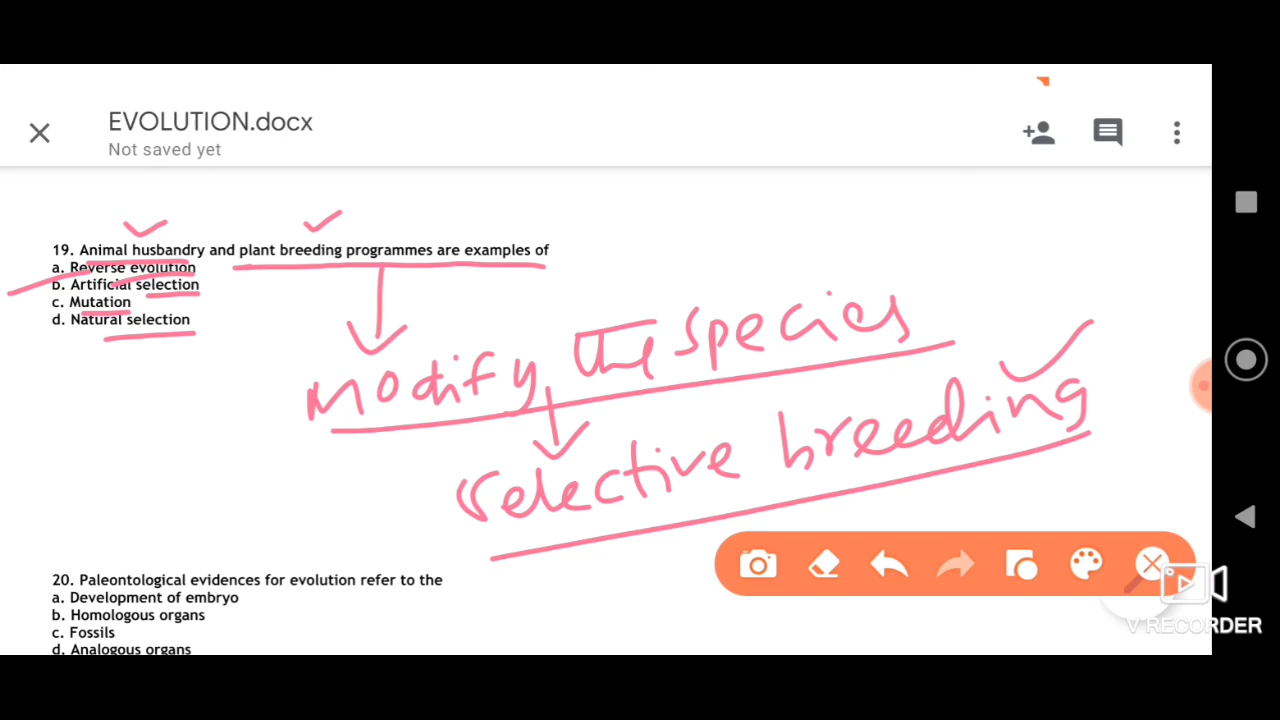 EVOLUTION.docx
Not saved yet
19. Animal husbandry and plant breeding programmes are examples of
a. Reverse evolution
b. Artificial selection
c. Mutation
d. Natural selection
modify the species
selective breeding
20. Paleontological evidences for evolution refer to the
a. Development of embryo
b. Homologous organs
c. Fossils
d. Analogous organs
V RECORDER